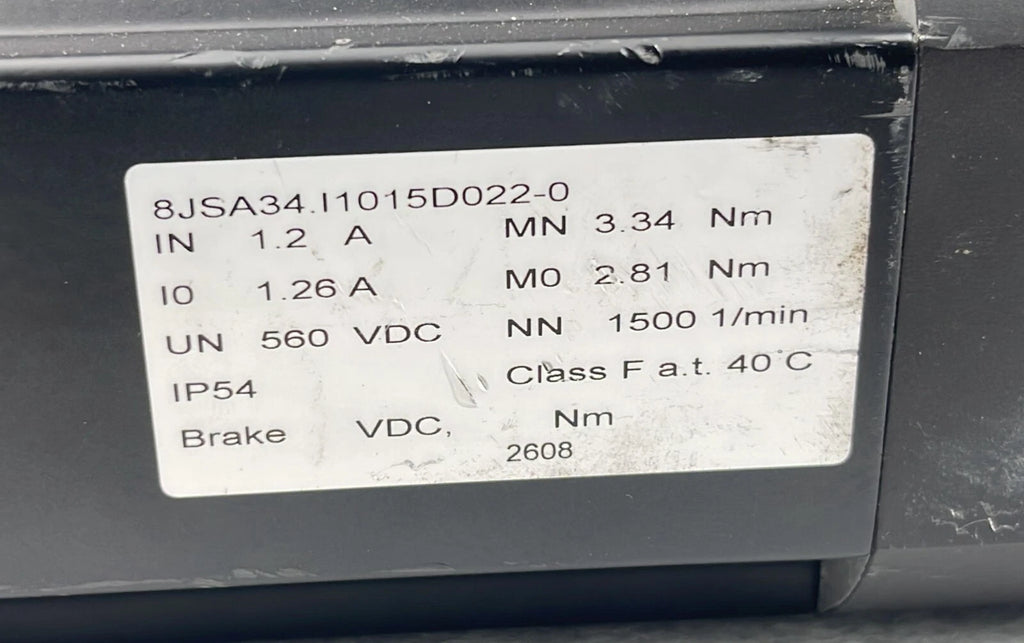 8JSA34.I1015D022-0
IN 1.2 A MN 3.34 Nm
I0 1.26 A M0 2.81 Nm
UN 560 VDC NN 1500 1/min
IP54 Class F a.t. 40°C
Brake VDC, Nm
2608